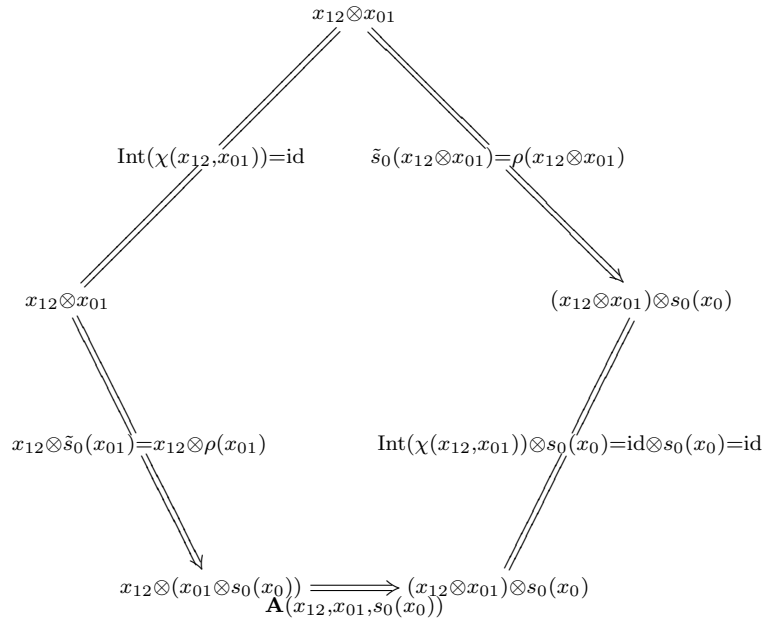 x₁₂⊗x₀₁
Int(χ(x₁₂,x₀₁))=id
s̃₀(x₁₂⊗x₀₁)=ρ(x₁₂⊗x₀₁)
x₁₂⊗x₀₁
(x₁₂⊗x₀₁)⊗s₀(x₀)
x₁₂⊗s̃₀(x₀₁)=x₁₂⊗ρ(x₀₁)
Int(χ(x₁₂,x₀₁))⊗s₀(x₀)=id⊗s₀(x₀)=id
x₁₂⊗(x₀₁⊗s₀(x₀))
(x₁₂⊗x₀₁)⊗s₀(x₀)
A(x₁₂,x₀₁,s₀(x₀))